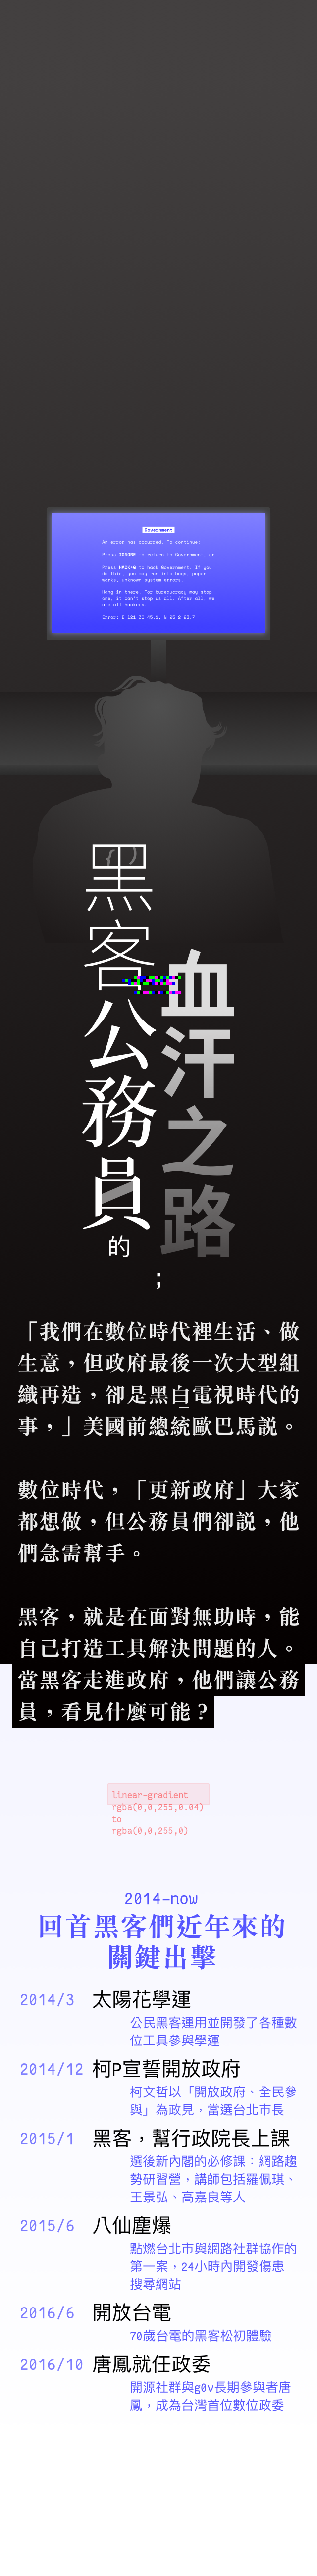 Government
An error has occurred. To continue:
Press IGNORE to return to Government, or
Press HACK-G to hack Government. If you
do this, you may run into bugs, paper
works, unknown system errors.
Hang in there. For bureaucracy may stop
one, it can't stop us all. After all, we
are all hackers.
Error: E 121 39 45.1, N 25 2 23.7
黑客公務員
的
血汗之路
;
「我們在數位時代裡生活、做
生意，但政府最後一次大型組
織再造，卻是黑白電視時代的
事，」美國前總統歐巴馬說。
數位時代，「更新政府」大家
都想做，但公務員們卻說，他
們急需幫手。
黑客，就是在面對無助時，能
自己打造工具解決問題的人。
當黑客走進政府，他們讓公務
員，看見什麼可能？
linear-gradient
rgba(0,0,255,0.04)
to
rgba(0,0,255,0)
2014-now
回首黑客們近年來的
關鍵出擊
2014/3 太陽花學運
公民黑客運用並開發了各種數
位工具參與學運
2014/12 柯P宣誓開放政府
柯文哲以「開放政府、全民參
與」為政見，當選台北市長
2015/1 黑客，幫行政院長上課
選後新內閣的必修課：網路趨
勢研習營，講師包括羅佩琪、
王景弘、高嘉良等人
2015/6 八仙塵爆
點燃台北市與網路社群協作的
第一案，24小時內開發傷患
搜尋網站
2016/6 開放台電
70歲台電的黑客松初體驗
2016/10 唐鳳就任政委
開源社群與g0v長期參與者唐
鳳，成為台灣首位數位政委